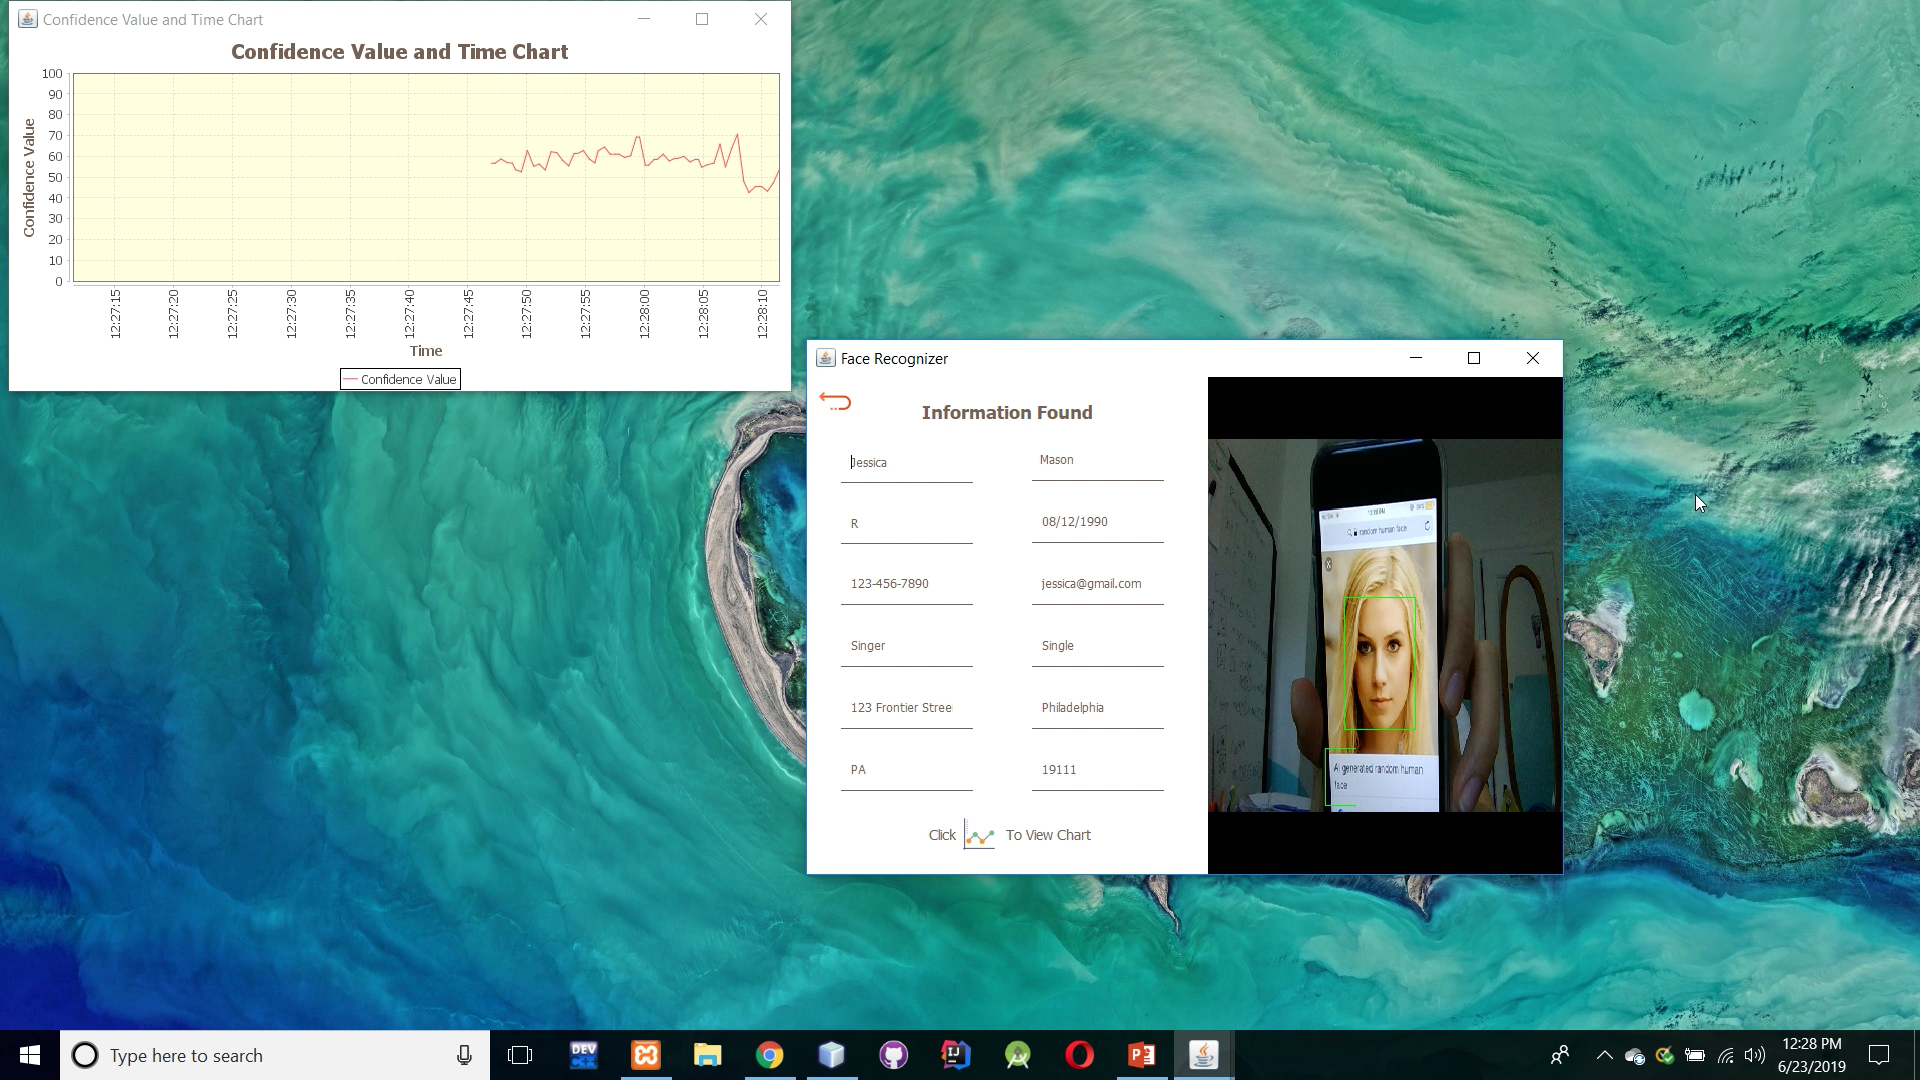 Confidence Value and Time Chart
Confidence Value and Time Chart
100
90
80
70
60
50
40
30
20
10
0
Confidence Value
12:27:15
12:27:20
12:27:25
12:27:30
12:27:35
12:27:40
12:27:45
12:27:50
12:27:55
12:28:00
12:28:05
12:28:10
Time
Confidence Value
Face Recognizer
Information Found
Jessica
Mason
R
08/12/1990
123-456-7890
jessica@gmail.com
Singer
Single
123 Frontier Stree
Philadelphia
PA
19111
Click To View Chart
random human face
AI generated random human
face
Type here to search
DEV
C++
IJ
P
12:28 PM
6/23/2019